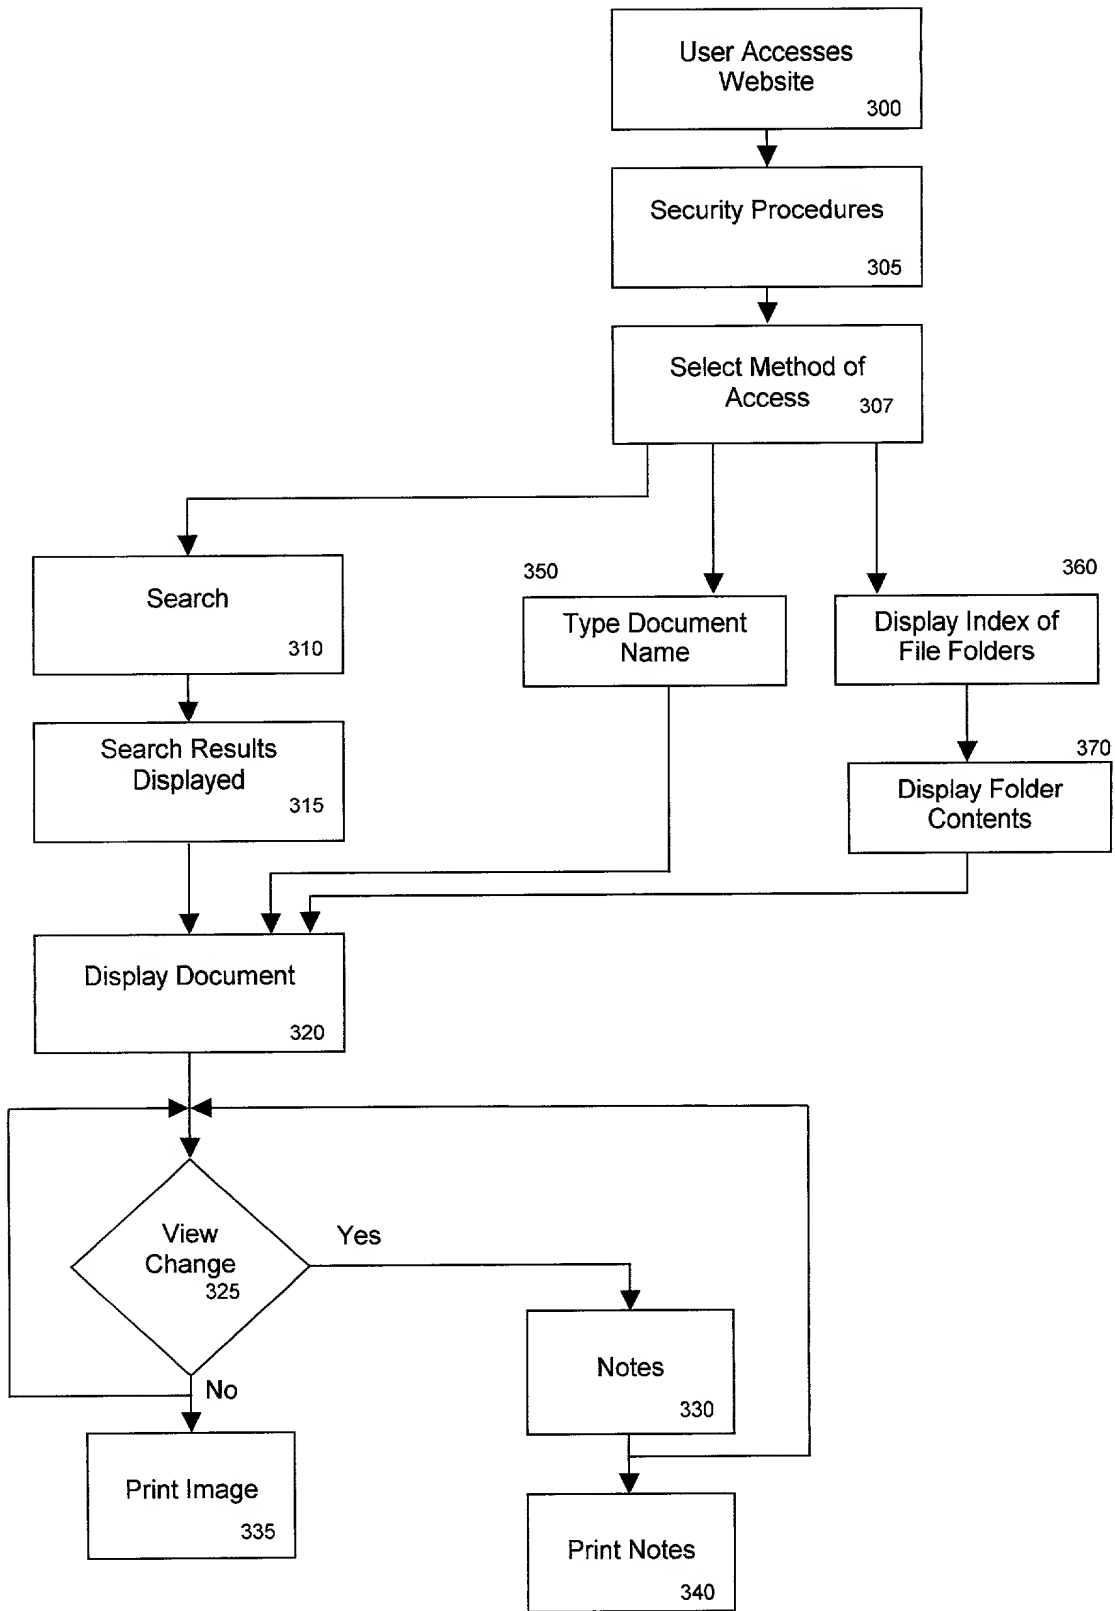 User Accesses
Website
300
Security Procedures
305
Select Method of
Access 307
Search
310
350
Type Document
Name
360
Display Index of
File Folders
Search Results
Displayed
315
370
Display Folder
Contents
Display Document
320
View
Change
325
Yes
No
Notes
330
Print Image
335
Print Notes
340